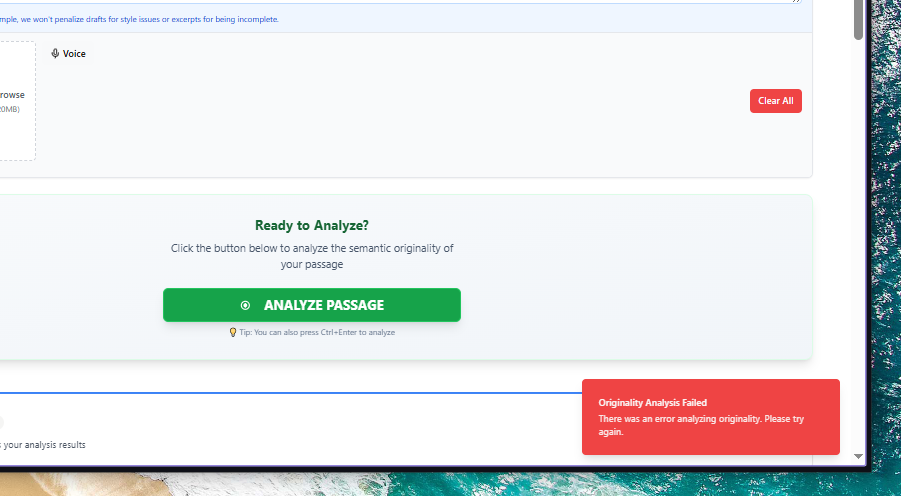 mple, we won't penalize drafts for style issues or excerpts for being incomplete.
Voice
rowse
20MB)
Clear All
Ready to Analyze?
Click the button below to analyze the semantic originality of
your passage
ANALYZE PASSAGE
Tip: You can also press Ctrl+Enter to analyze
Originality Analysis Failed
There was an error analyzing originality. Please try
again.
s your analysis results